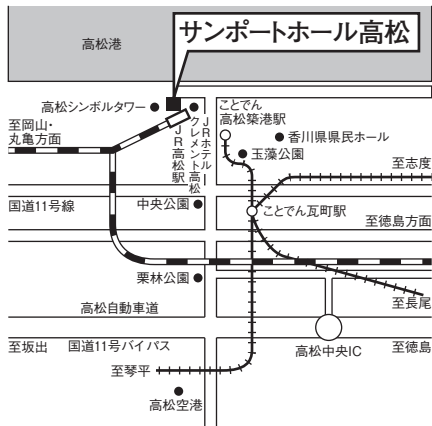 高松港
サンポートホール高松
高松シンボルタワー
JRホテル
クレメント高松
JR高松駅
ことでん
高松築港駅
香川県県民ホール
玉藻公園
至岡山・
丸亀方面
至志度
国道11号線
中央公園
ことでん瓦町駅
至徳島方面
栗林公園
至長尾
高松自動車道
至坂出
国道11号バイパス
高松中央IC
至徳島
至琴平
高松空港